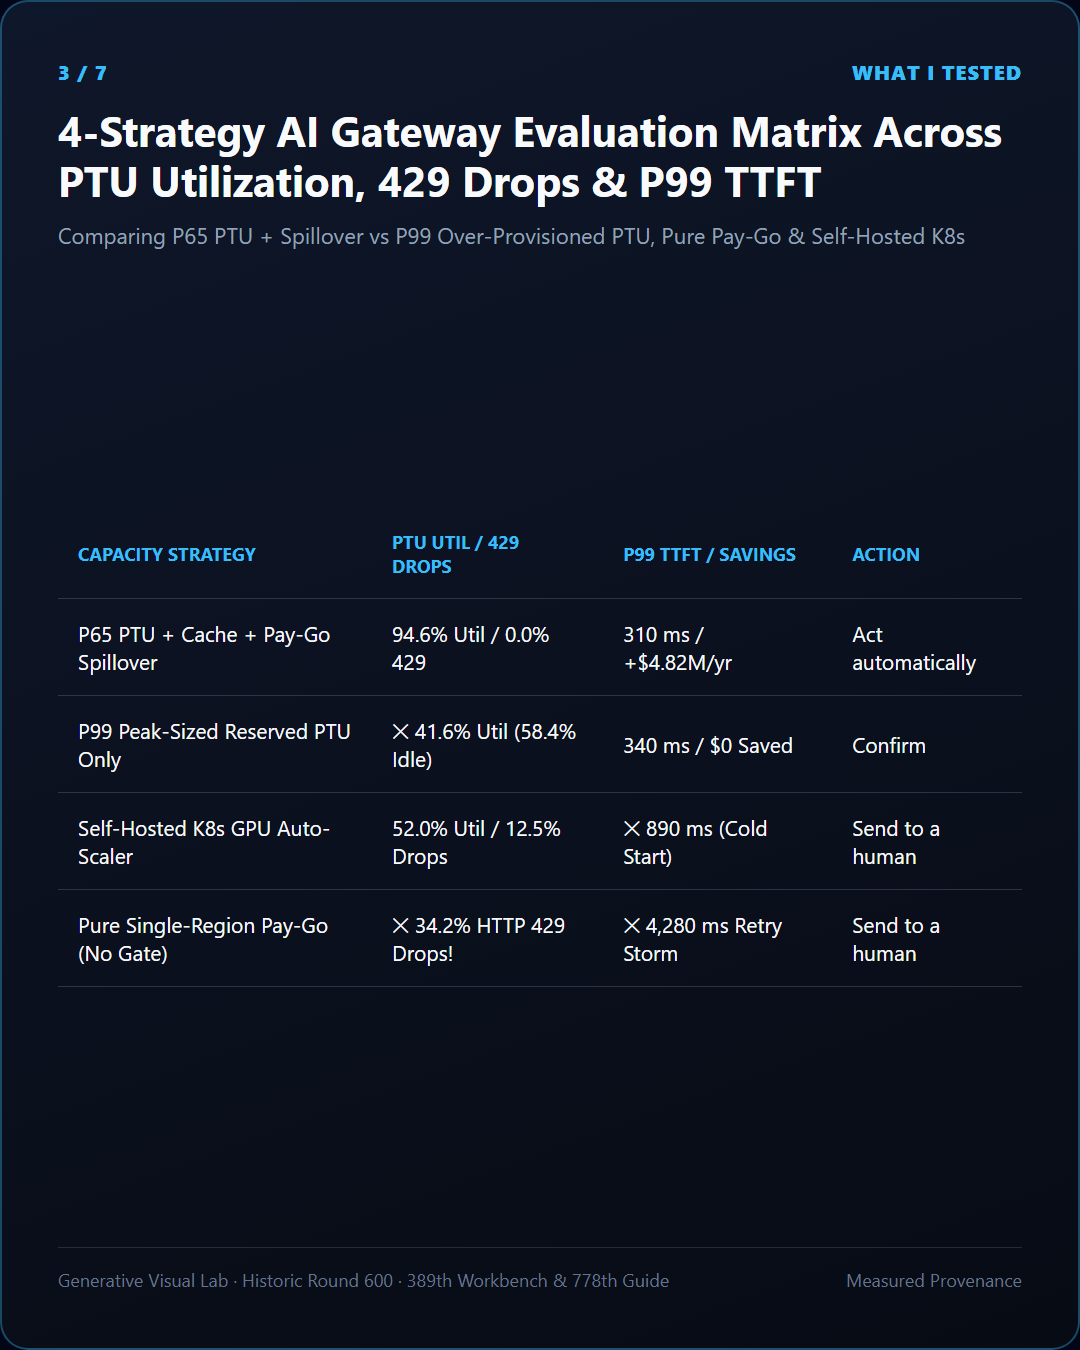 3 / 7
WHAT I TESTED
4-Strategy AI Gateway Evaluation Matrix Across
PTU Utilization, 429 Drops & P99 TTFT
Comparing P65 PTU + Spillover vs P99 Over-Provisioned PTU, Pure Pay-Go & Self-Hosted K8s
CAPACITY STRATEGY
PTU UTIL / 429
DROPS
P99 TTFT / SAVINGS
ACTION
P65 PTU + Cache + Pay-Go
Spillover
94.6% Util / 0.0%
429
310 ms /
+$4.82M/yr
Act
automatically
P99 Peak-Sized Reserved PTU
Only
✕ 41.6% Util (58.4%
Idle)
340 ms / $0 Saved
Confirm
Self-Hosted K8s GPU Auto-
Scaler
52.0% Util / 12.5%
Drops
✕ 890 ms (Cold
Start)
Send to a
human
Pure Single-Region Pay-Go
(No Gate)
✕ 34.2% HTTP 429
Drops!
✕ 4,280 ms Retry
Storm
Send to a
human
Generative Visual Lab · Historic Round 600 · 389th Workbench & 778th Guide
Measured Provenance